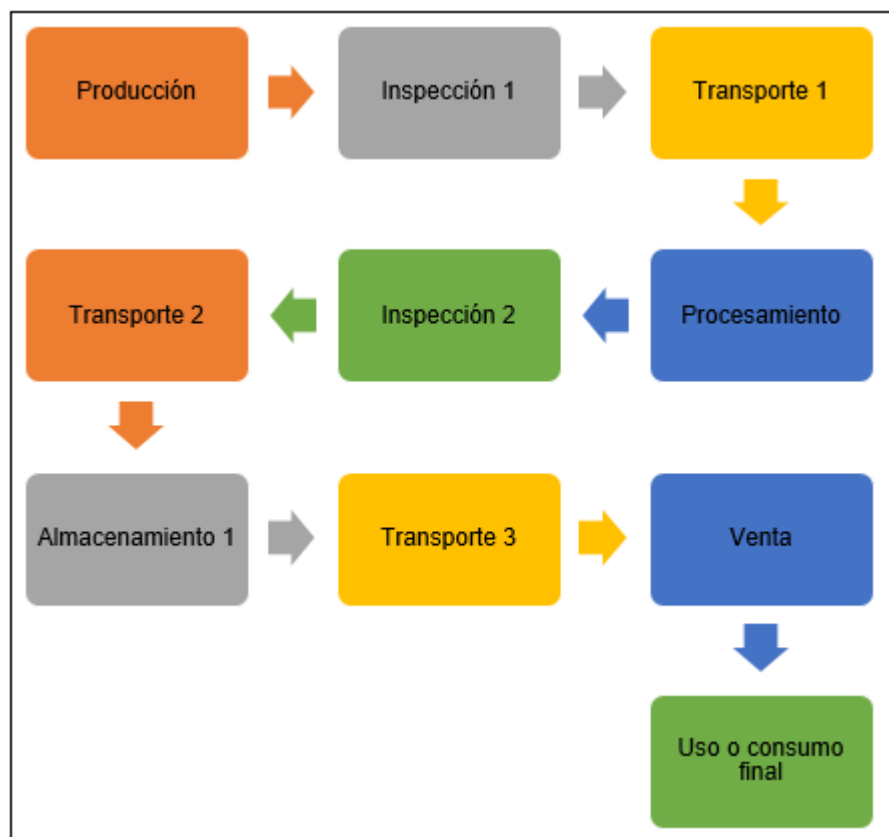 Producción
Inspección 1
Transporte 1
Procesamiento
Inspección 2
Transporte 2
Almacenamiento 1
Transporte 3
Venta
Uso o consumo
final